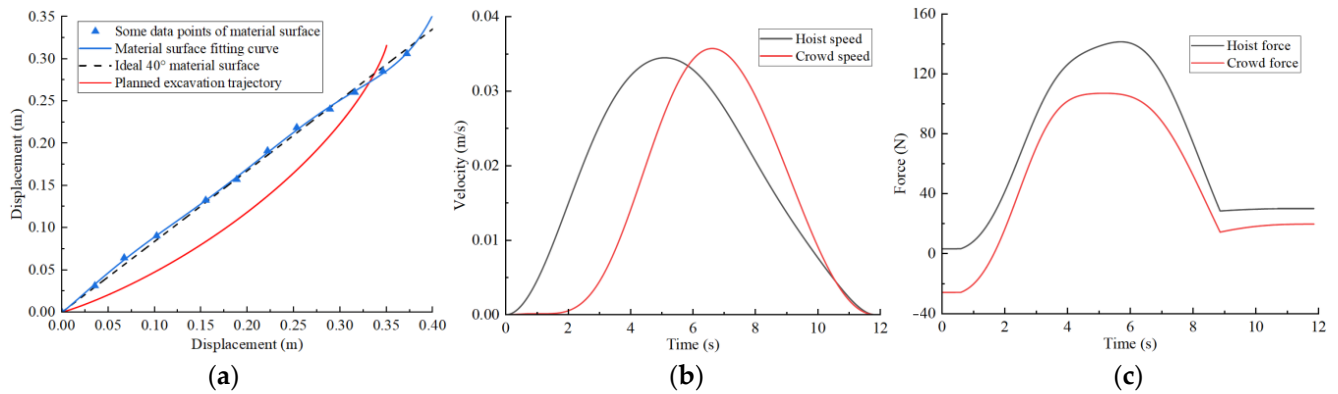 0.35
0.30
0.25
0.20
0.15
0.10
0.05
0.00
Displacement (m)
Some data points of material surface
Material surface fitting curve
Ideal 40° material surface
Planned excavation trajectory
0.00 0.05 0.10 0.15 0.20 0.25 0.30 0.35 0.40
Displacement (m)
(a)
0.04
0.03
0.02
0.01
0.00
Velocity (m/s)
Hoist speed
Crowd speed
0 2 4 6 8 10 12
Time (s)
(b)
160
120
80
40
0
−40
Force (N)
Hoist force
Crowd force
0 2 4 6 8 10 12
Time (s)
(c)